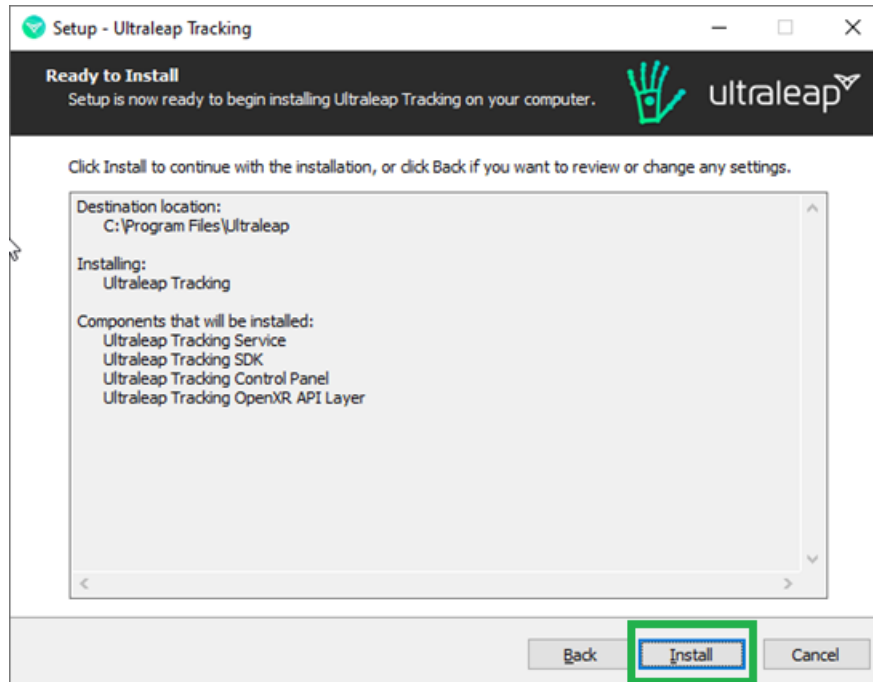 Setup - Ultraleap Tracking
Ready to Install
Setup is now ready to begin installing Ultraleap Tracking on your computer.
ultraleap
Click Install to continue with the installation, or click Back if you want to review or change any settings.
Destination location:
C:\Program Files\Ultraleap
Installing:
Ultraleap Tracking
Components that will be installed:
Ultraleap Tracking Service
Ultraleap Tracking SDK
Ultraleap Tracking Control Panel
Ultraleap Tracking OpenXR API Layer
Back
Install
Cancel